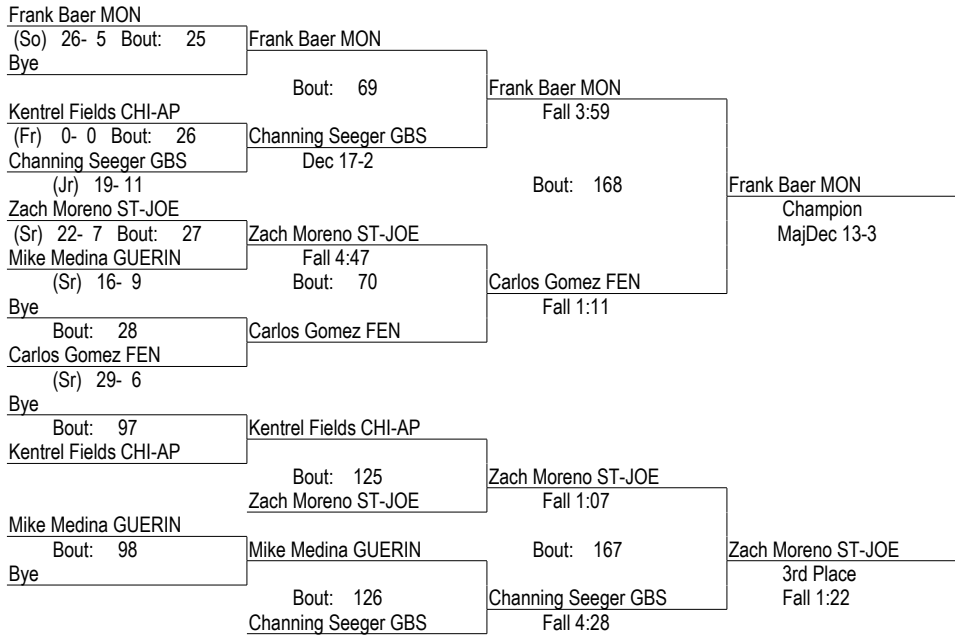 Frank Baer MON
(So) 26- 5 Bout: 25 Frank Baer MON
Bye
Bout: 69 Frank Baer MON
Kentrel Fields CHI-AP Fall 3:59
(Fr) 0- 0 Bout: 26 Channing Seeger GBS
Channing Seeger GBS Dec 17-2
(Jr) 19- 11 Bout: 168 Frank Baer MON
Zach Moreno ST-JOE Champion
(Sr) 22- 7 Bout: 27 Zach Moreno ST-JOE MajDec 13-3
Mike Medina GUERIN Fall 4:47
(Sr) 16- 9 Bout: 70 Carlos Gomez FEN
Bye Fall 1:11
Bout: 28 Carlos Gomez FEN
Carlos Gomez FEN
(Sr) 29- 6
Bye
Bout: 97 Kentrel Fields CHI-AP
Kentrel Fields CHI-AP
Bout: 125 Zach Moreno ST-JOE
Zach Moreno ST-JOE Fall 1:07
Mike Medina GUERIN
Bout: 98 Mike Medina GUERIN Bout: 167 Zach Moreno ST-JOE
Bye 3rd Place
Bout: 126 Channing Seeger GBS Fall 1:22
Channing Seeger GBS Fall 4:28